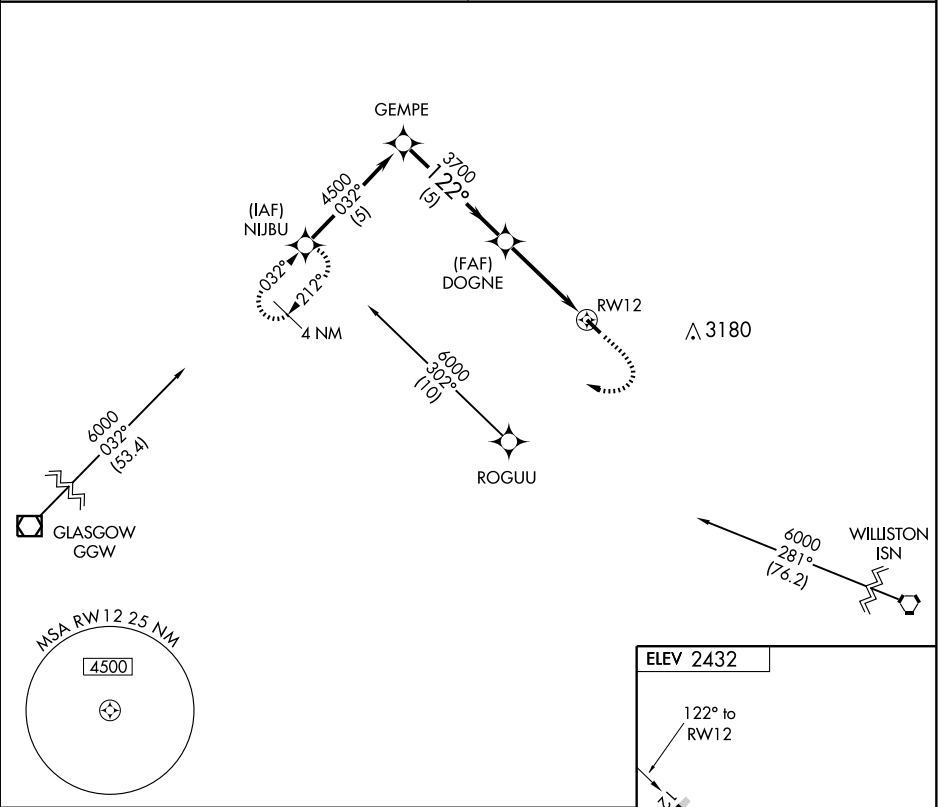 GEMPE
3700
122°
(5)
4500
032°
(5)
(IAF)
NIJBU
032°
212°
4 NM
(FAF)
DOGNE
RW12
3180
6000
302°
(10)
ROGUU
6000
032°
(53.4)
GLASGOW
GGW
6000
281°
(76.2)
WILLISTON
ISN
MSA RW12 25 NM
4500
ELEV 2432
122° to
RW12
12